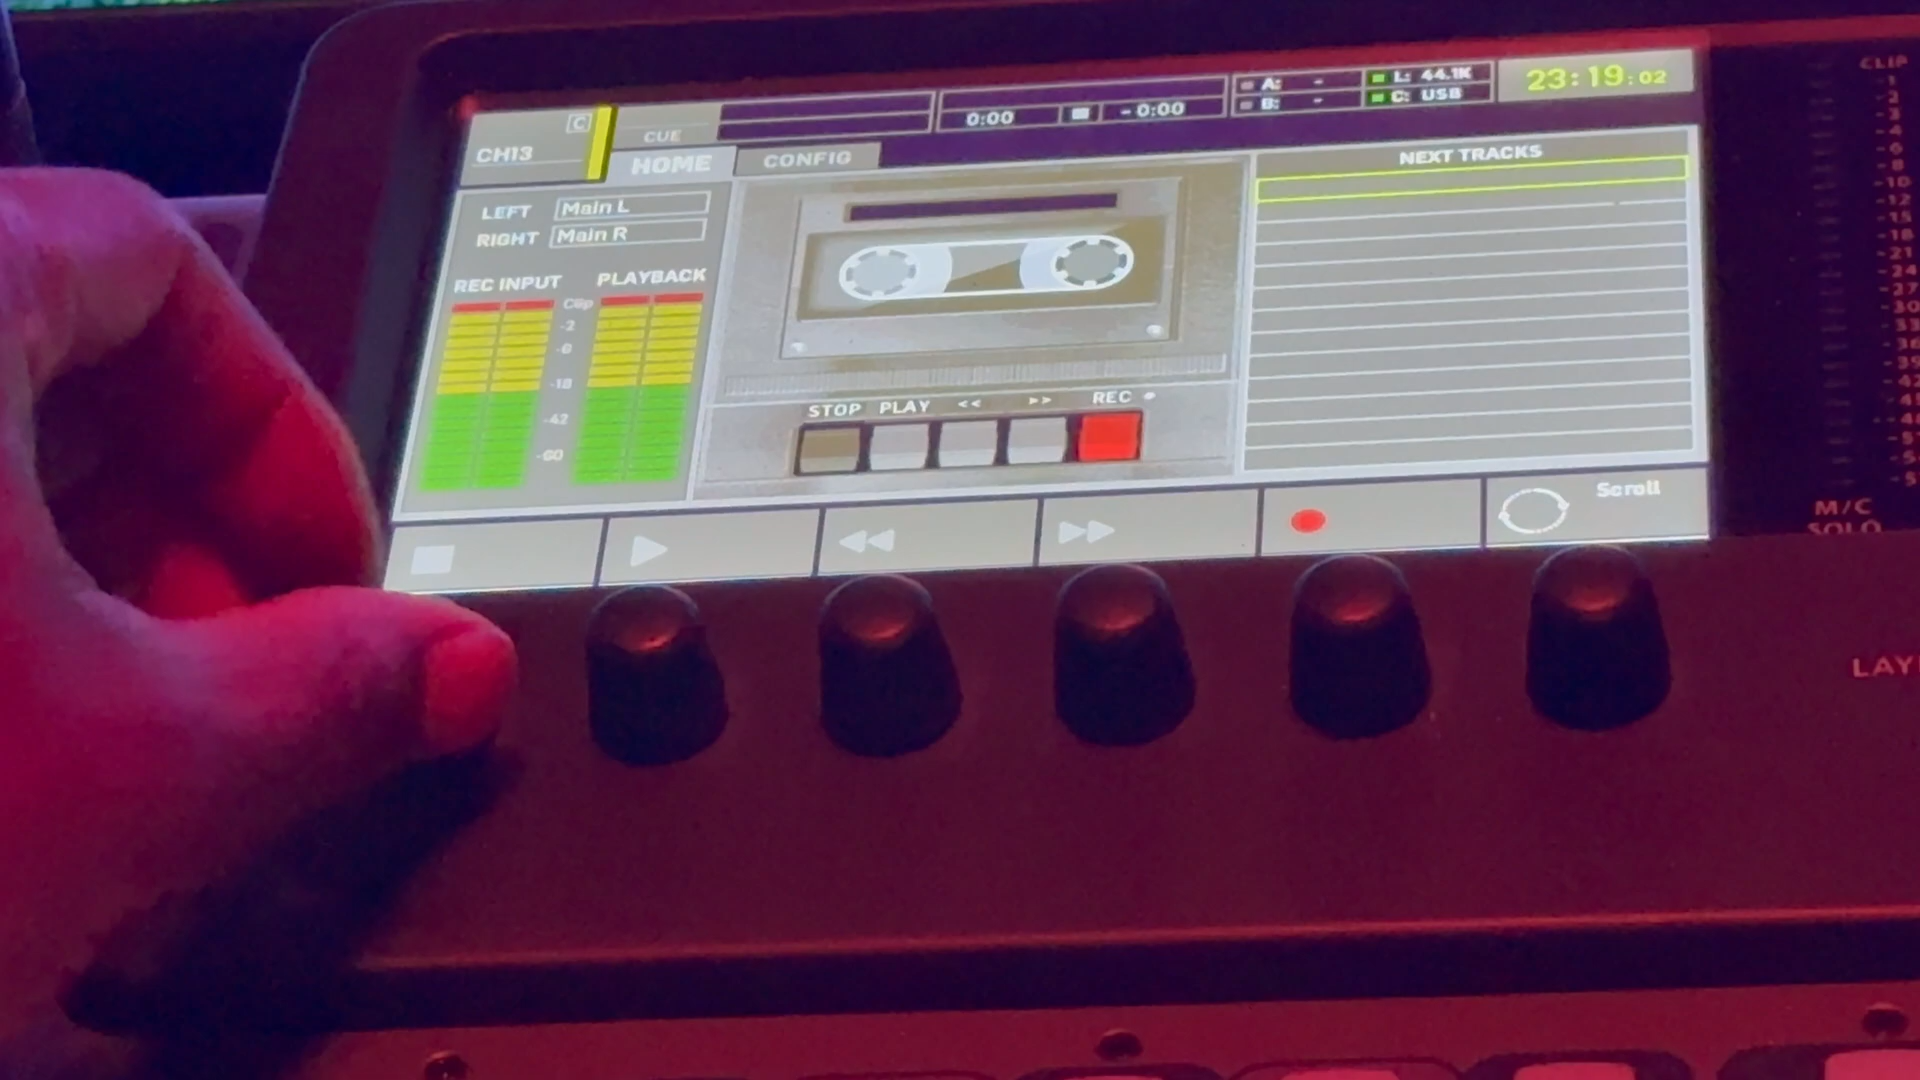 CH13
C
CUE
0:00
- 0:00
A: -
B: -
L: 44.1K
C: USB
23:19:02
HOME
CONFIG
LEFT Main L
RIGHT Main R
REC INPUT
PLAYBACK
Clip
-2
-18
-42
-60
STOP PLAY << >> REC
NEXT TRACKS
Scroll
CLIP
M/C
SOLO
LAY